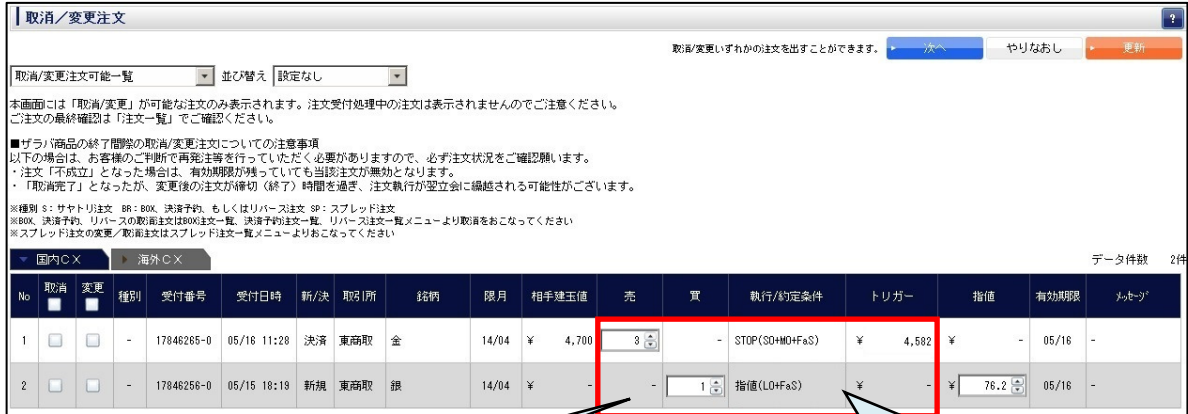 取消/変更注文
?
取消/変更いずれかの注文を出すことができます。 次へ やりなおし 更新
取消/変更注文可能一覧 並び替え 設定なし
本画面には「取消/変更」が可能な注文のみ表示されます。注文受付処理中の注文は表示されませんのでご注意ください。
ご注文の最終確認は「注文一覧」でご確認ください。
■ザラバ商品の終了間際の取消/変更注文についての注意事項
以下の場合は、お客様のご判断で再発注等を行っていただく必要がありますので、必ず注文状況をご確認願います。
・注文「不成立」となった場合は、有効期限が残っていても当該注文が無効となります。
・「取消完了」となったが、変更後の注文が締切（終了）時間を過ぎ、注文執行が翌立会に繰越される可能性がございます。
※種別 S：サヤトリ注文 BR：BOX、決済予約、もしくはリバース注文 SP：スプレッド注文
※BOX、決済予約、リバースの取消注文はBOX注文一覧、決済予約注文一覧、リバース注文一覧メニューより取消をおこなってください
※スプレッド注文の変更/取消注文はスプレッド注文一覧メニューよりおこなってください
国内CX 海外CX データ件数 2件
No 取消 変更 種別 受付番号 受付日時 新/決 取引所 銘柄 限月 相手建玉値 売 買 執行/約定条件 トリガー 指値 有効期限 メッセージ
1 - 17846265-0 05/16 11:28 決済 東商取 金 14/04 ¥ 4,700 3 - STOP(SO+MO+FaS) ¥ 4,582 ¥ - 05/16 -
2 - 17846256-0 05/15 18:19 新規 東商取 銀 14/04 ¥ - - 1 指値(LO+FaS) ¥ - ¥ 76.2 05/16 -